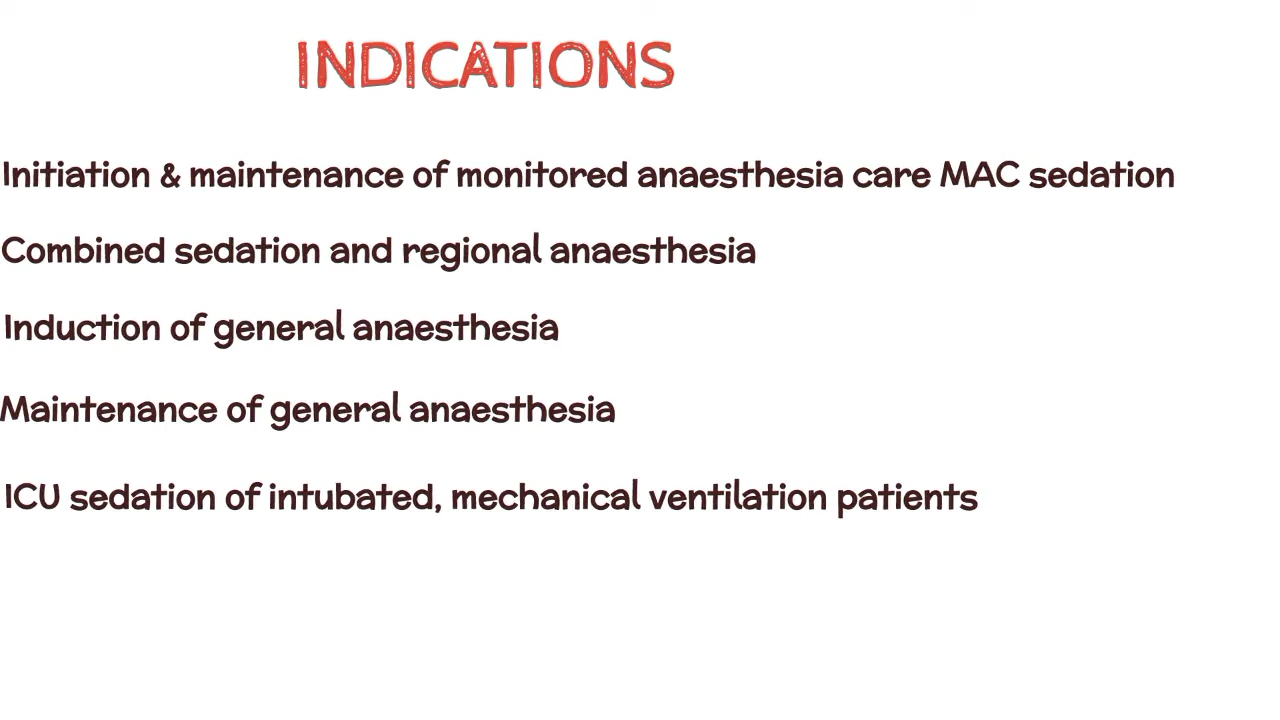 INDICATIONS
Initiation & maintenance of monitored anaesthesia care MAC sedation
Combined sedation and regional anaesthesia
Induction of general anaesthesia
Maintenance of general anaesthesia
ICU sedation of intubated, mechanical ventilation patients